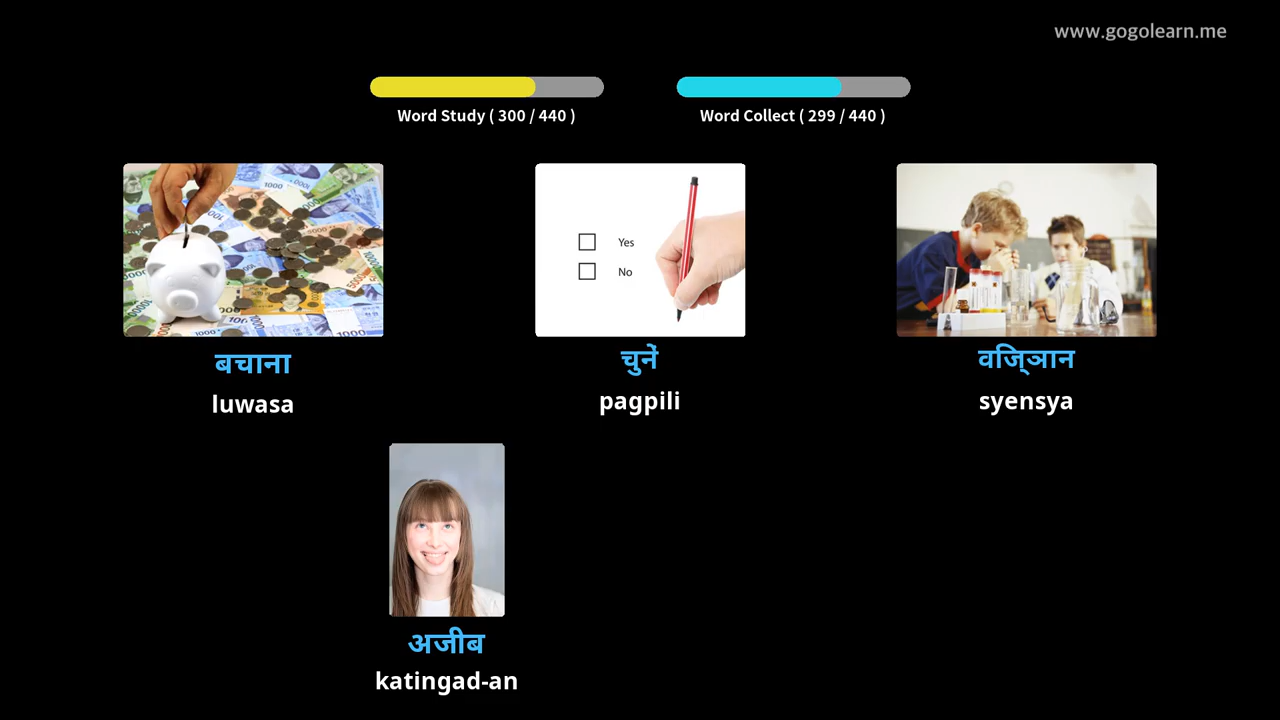 www.gogolearn.me
Word Study ( 300 / 440 )
Word Collect ( 299 / 440 )
Yes
No
बचाना
luwasa
चुनें
pagpili
वजि्ञान
syensya
अजीब
katingad-an